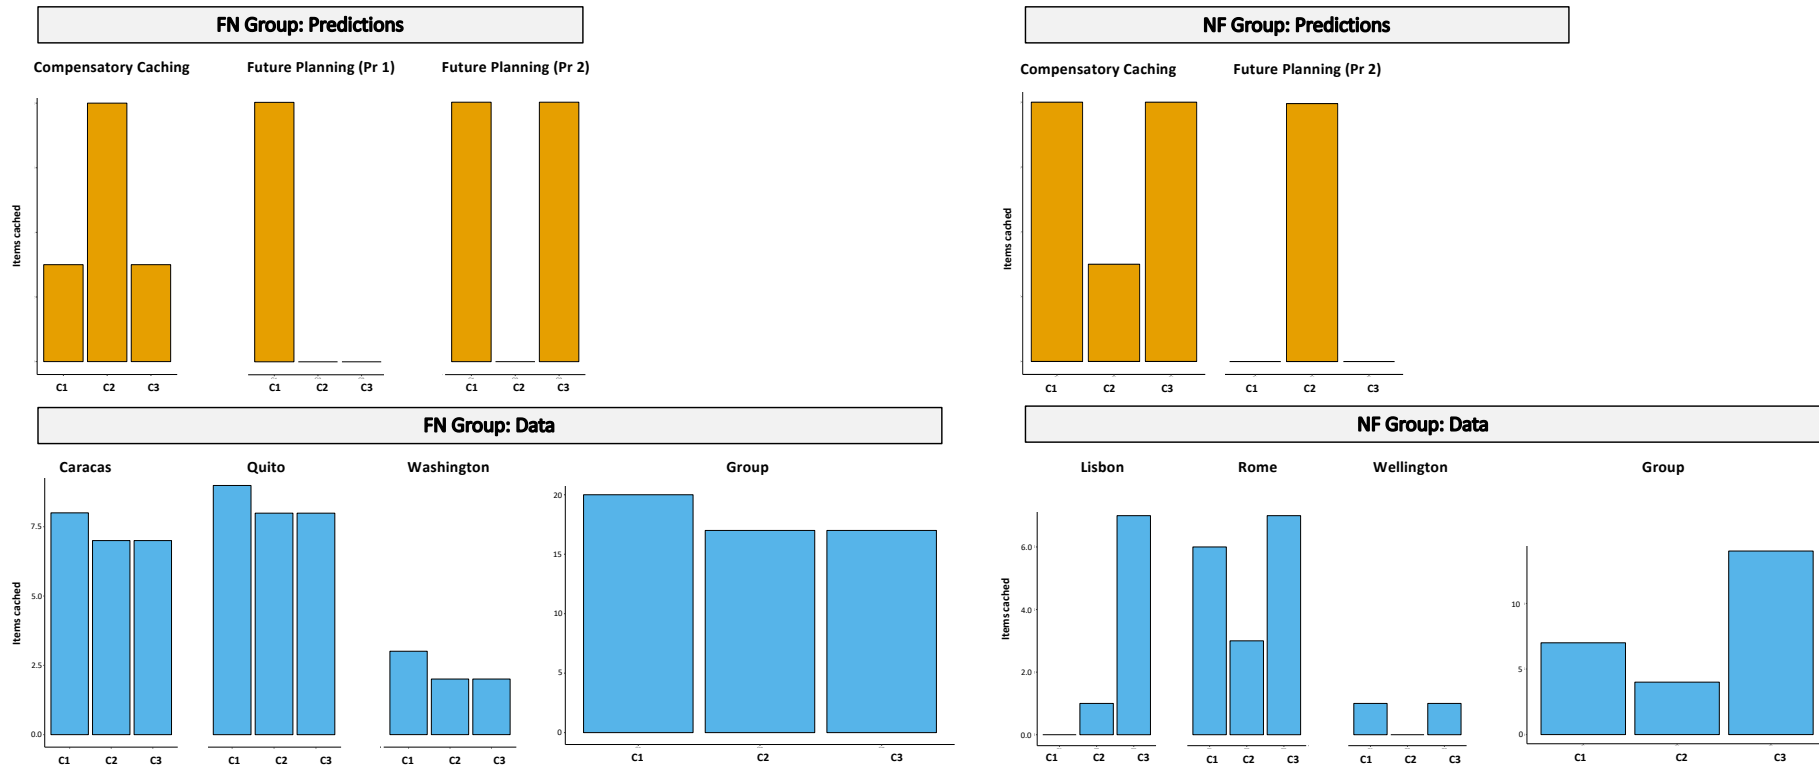 FN Group: Predictions
Compensatory Caching Future Planning (Pr 1) Future Planning (Pr 2)
Items cached
C1 C2 C3 C1 C2 C3 C1 C2 C3
FN Group: Data
Caracas Quito Washington Group
Items cached
7.5
5.0
2.5
0.0
C1 C2 C3 C1 C2 C3 C1 C2 C3
20
15
10
5
0
C1 C2 C3
NF Group: Predictions
Compensatory Caching Future Planning (Pr 2)
Items cached
C1 C2 C3 C1 C2 C3
NF Group: Data
Lisbon Rome Wellington Group
Items cached
6.0
4.0
2.0
0.0
C1 C2 C3 C1 C2 C3 C1 C2 C3
10
5
0
C1 C2 C3